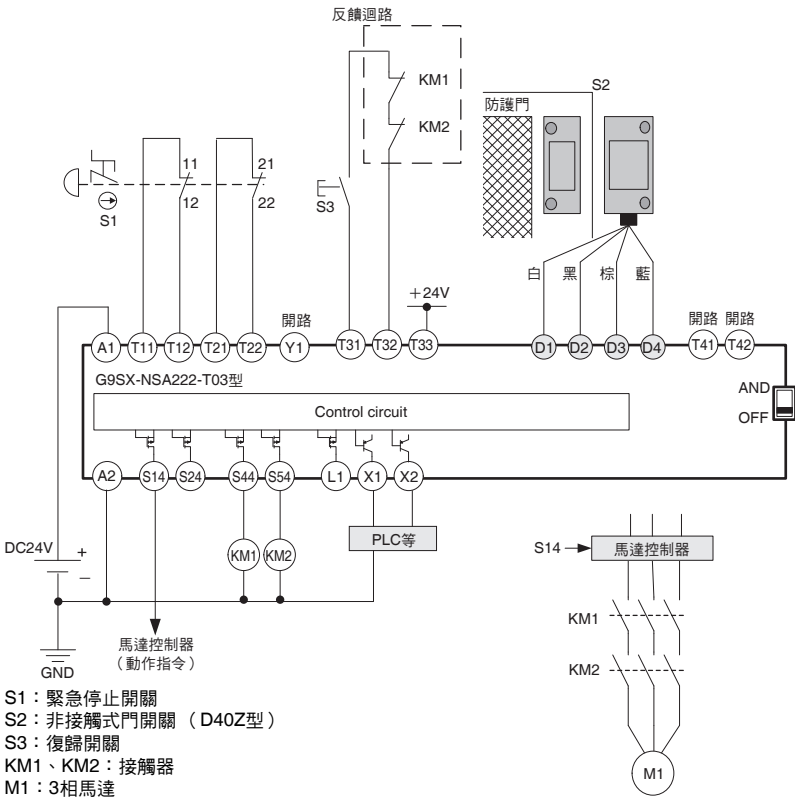 反饋迴路
KM1
KM2
S2
防護門
11
21
12
22
S1
S3
白
黑
棕
藍
+24V
開路
開路
開路
A1
T11
T12
T21
T22
Y1
T31
T32
T33
D1
D2
D3
D4
T41
T42
G9SX-NSA222-T03型
AND
OFF
Control circuit
A2
S14
S24
S44
S54
L1
X1
X2
DC24V
+
−
KM1
KM2
PLC等
S14
馬達控制器
KM1
KM2
M1
馬達控制器
（動作指令）
GND
S1：緊急停止開關
S2：非接觸式門開關 （D40Z型）
S3：復歸開關
KM1、KM2：接觸器
M1：3相馬達